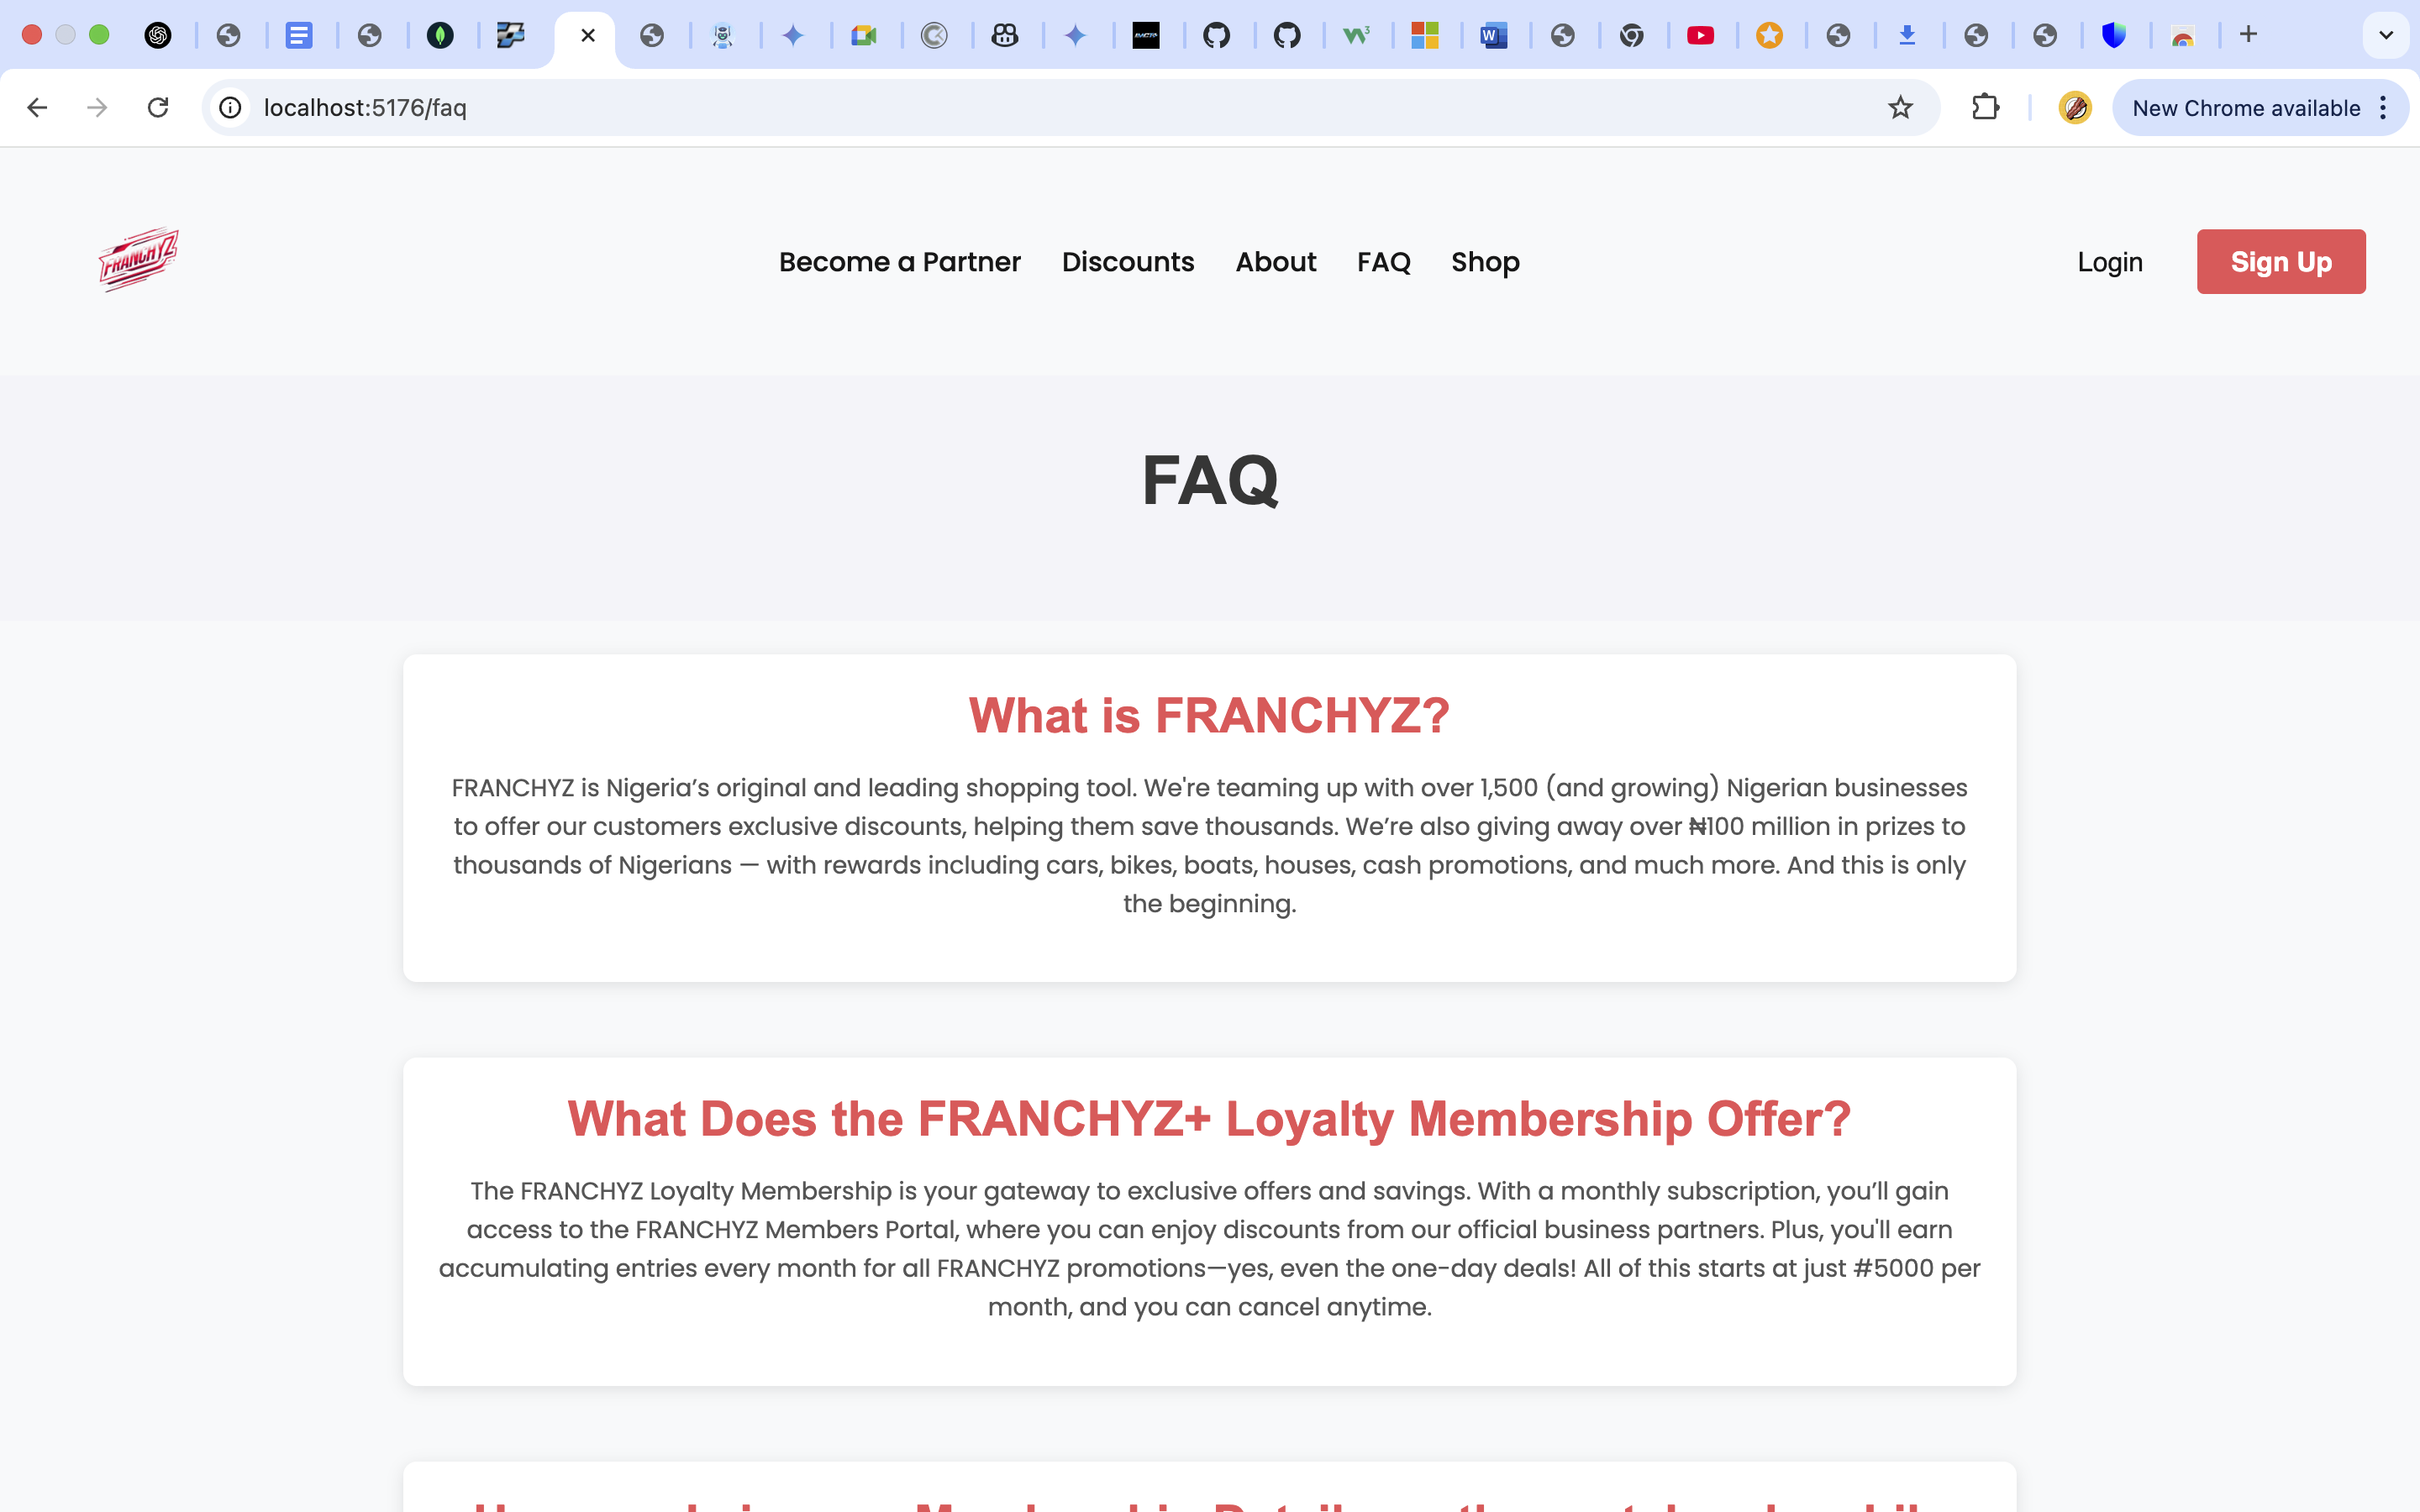 localhost:5176/faq
New Chrome available
FRANCHYZ
Become a Partner Discounts About FAQ Shop
Login Sign Up
FAQ
What is FRANCHYZ?
FRANCHYZ is Nigeria’s original and leading shopping tool. We're teaming up with over 1,500 (and growing) Nigerian businesses
to offer our customers exclusive discounts, helping them save thousands. We’re also giving away over ₦100 million in prizes to
thousands of Nigerians — with rewards including cars, bikes, boats, houses, cash promotions, and much more. And this is only
the beginning.
What Does the FRANCHYZ+ Loyalty Membership Offer?
The FRANCHYZ Loyalty Membership is your gateway to exclusive offers and savings. With a monthly subscription, you’ll gain
access to the FRANCHYZ Members Portal, where you can enjoy discounts from our official business partners. Plus, you'll earn
accumulating entries every month for all FRANCHYZ promotions—yes, even the one-day deals! All of this starts at just #5000 per
month, and you can cancel anytime.